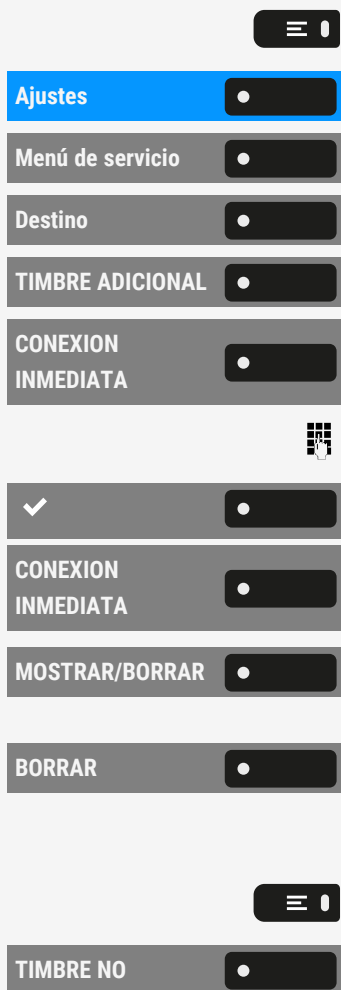 Ajustes
Menú de servicio
Destino
TIMBRE ADICIONAL
CONEXION
INMEDIATA
CONEXION
INMEDIATA
MOSTRAR/BORRAR
BORRAR
TIMBRE NO